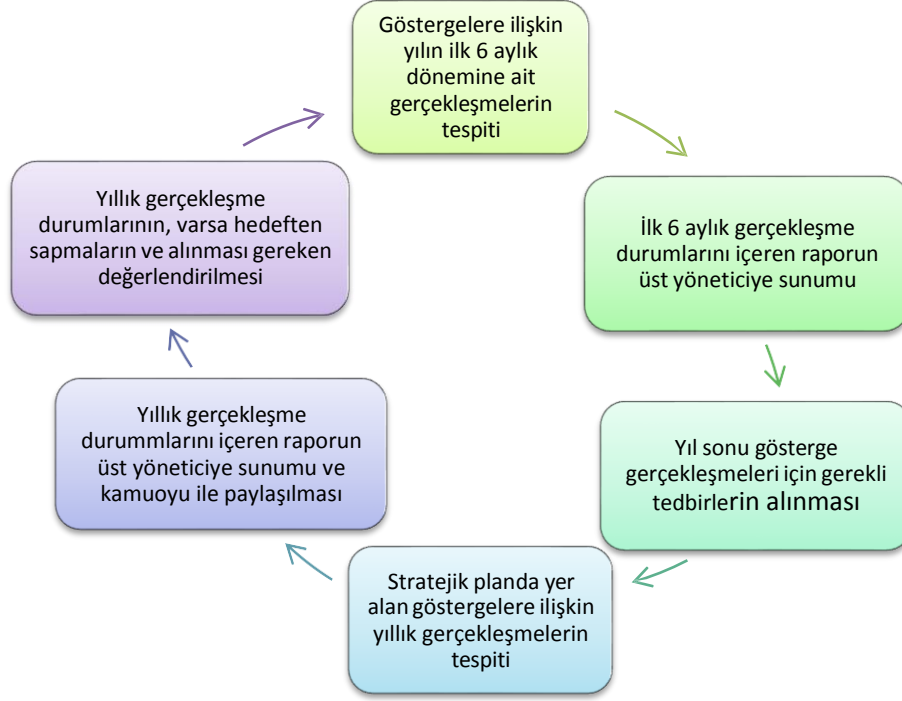 Göstergelere ilişkin
yılın ilk 6 aylık
dönemine ait
gerçekleşmelerin
tespiti
İlk 6 aylık gerçekleşme
durumlarını içeren raporun
üst yöneticiye sunumu
Yıl sonu gösterge
gerçekleşmeleri için gerekli
tedbirlerin alınması
Stratejik planda yer
alan göstergelere ilişkin
yıllık gerçekleşmelerin
tespiti
Yıllık gerçekleşme
durummlarını içeren raporun
üst yöneticiye sunumu ve
kamuoyu ile paylaşılması
Yıllık gerçekleşme
durumlarının, varsa hedeften
sapmaların ve alınması gereken
değerlendirilmesi